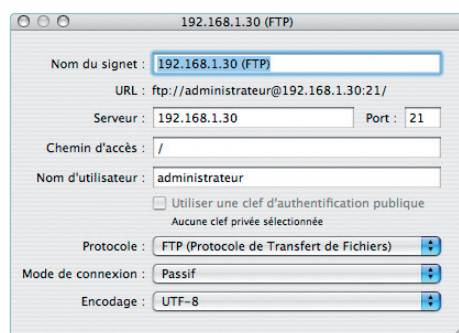 192.168.1.30 (FTP)
Nom du signet : 192.168.1.30 (FTP)
URL : ftp://administrateur@192.168.1.30:21/
Serveur : 192.168.1.30 Port : 21
Chemin d'accès : /
Nom d'utilisateur : administrateur
Utiliser une clef d'authentification publique
Aucune clef privée sélectionnée
Protocole : FTP (Protocole de Transfert de Fichiers)
Mode de connexion : Passif
Encodage : UTF-8